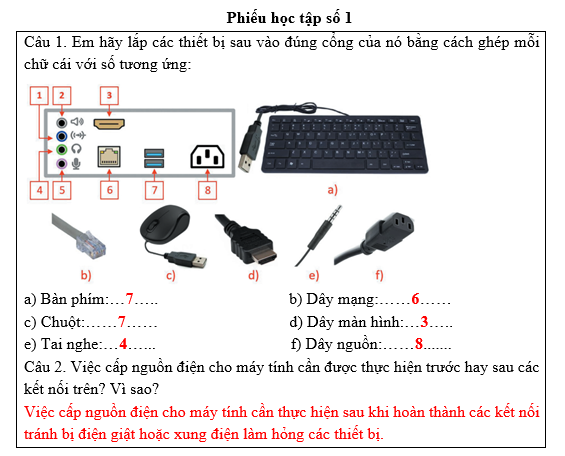 Phiếu học tập số 1
Câu 1. Em hãy lắp các thiết bị sau vào đúng cổng của nó bằng cách ghép mỗi
chữ cái với số tương ứng:
1 2 3
4 5 6 7 8
a)
b) c) d) e) f)
a) Bàn phím:…7….. b) Dây mạng:……6……
c) Chuột:……7…… d) Dây màn hình:…3…..
e) Tai nghe:…4…... f) Dây nguồn:……8.......
Câu 2. Việc cấp nguồn điện cho máy tính cần được thực hiện trước hay sau các
kết nối trên? Vì sao?
Việc cấp nguồn điện cho máy tính cần thực hiện sau khi hoàn thành các kết nối
tránh bị điện giật hoặc xung điện làm hỏng các thiết bị.